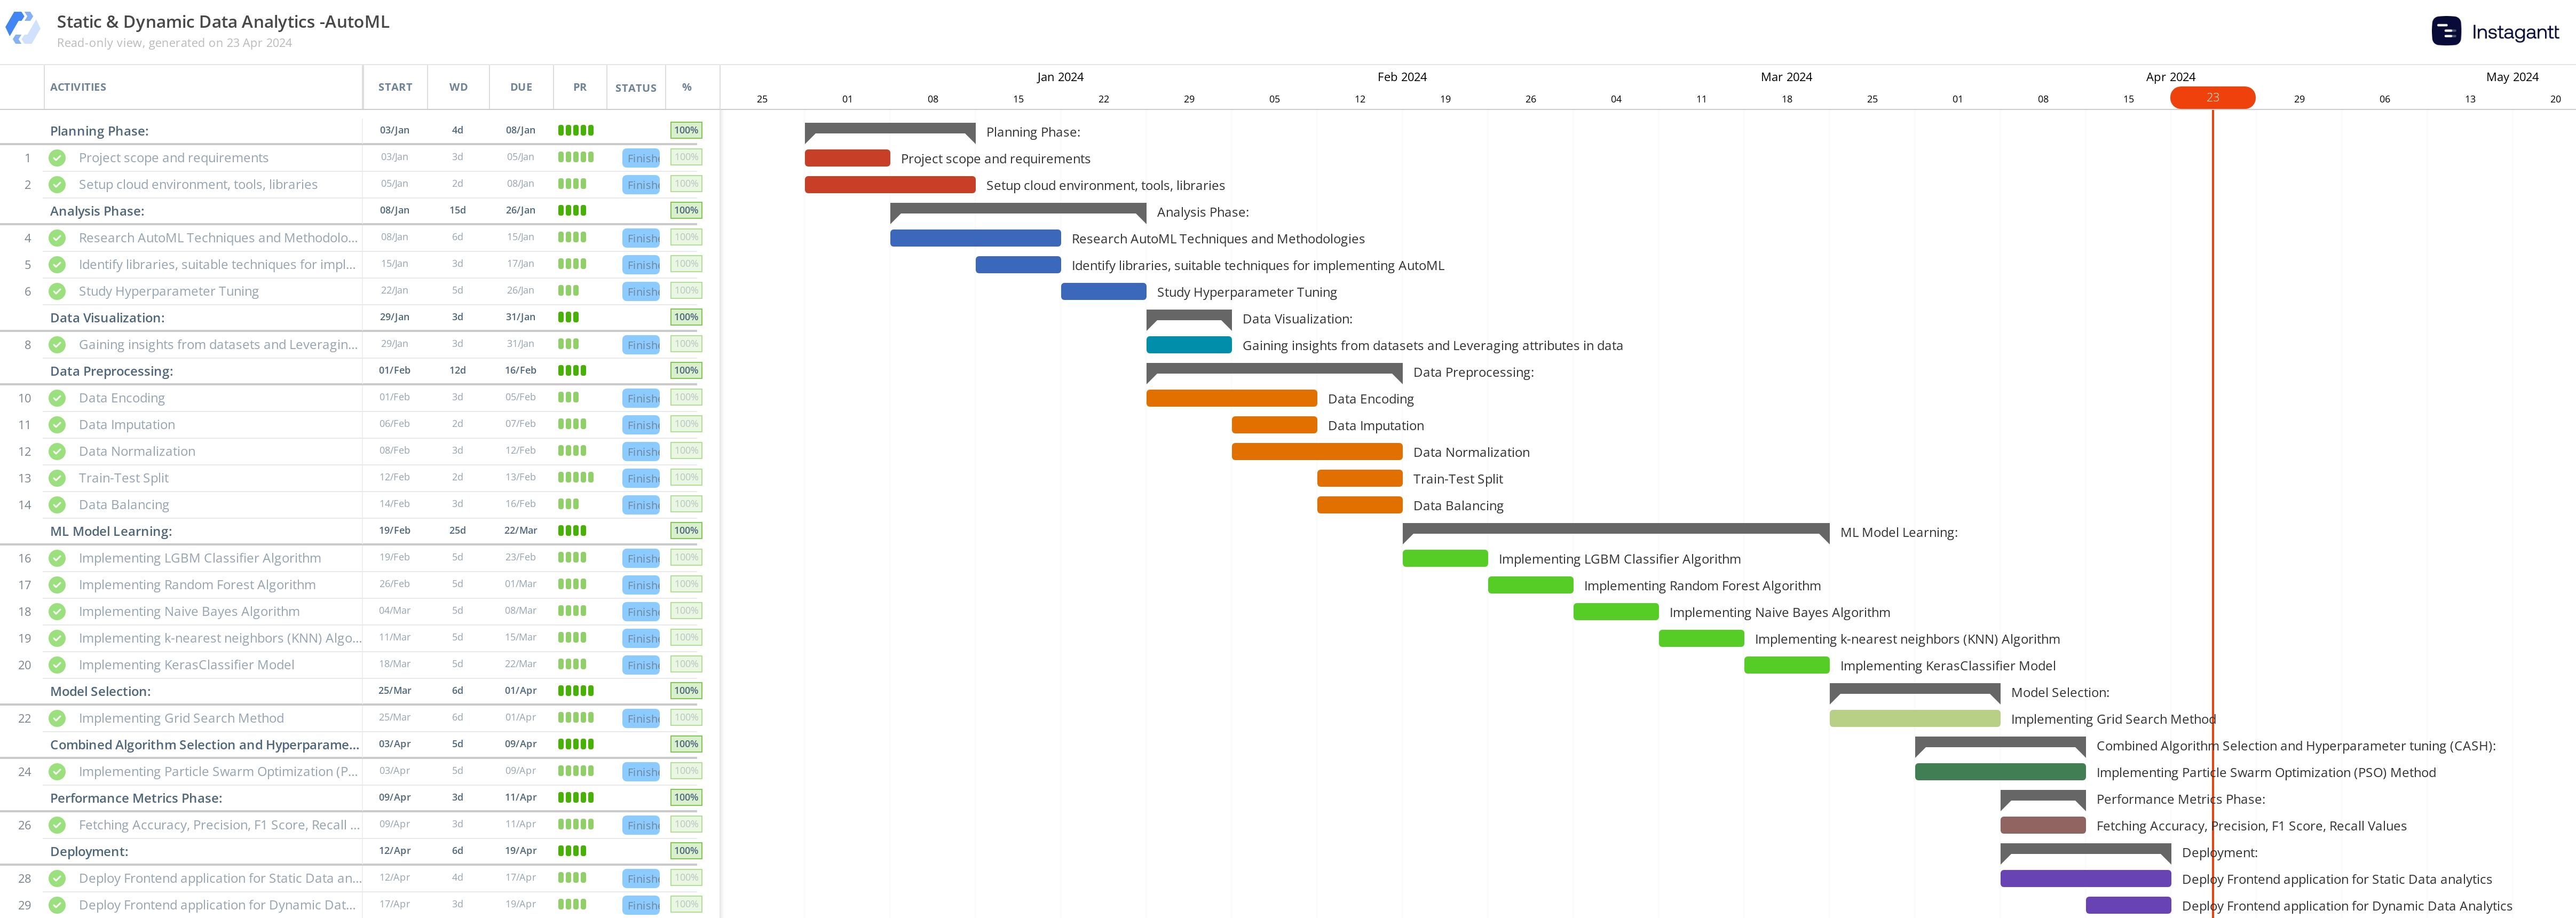 Static & Dynamic Data Analytics -AutoML
Read-only view, generated on 23 Apr 2024
Instagantt
ACTIVITIES START WD DUE PR STATUS %
Jan 2024 Feb 2024 Mar 2024 Apr 2024 May 2024
25 01 08 15 22 29 05 12 19 26 04 11 18 25 01 08 15 23 29 06 13 20
Planning Phase: 03/Jan 4d 08/Jan 100% Planning Phase:
1 Project scope and requirements 03/Jan 3d 05/Jan Finish 100% Project scope and requirements
2 Setup cloud environment, tools, libraries 05/Jan 2d 08/Jan Finish 100% Setup cloud environment, tools, libraries
Analysis Phase: 08/Jan 15d 26/Jan 100% Analysis Phase:
4 Research AutoML Techniques and Methodolo... 08/Jan 6d 15/Jan Finish 100% Research AutoML Techniques and Methodologies
5 Identify libraries, suitable techniques for impl... 15/Jan 3d 17/Jan Finish 100% Identify libraries, suitable techniques for implementing AutoML
6 Study Hyperparameter Tuning 22/Jan 5d 26/Jan Finish 100% Study Hyperparameter Tuning
Data Visualization: 29/Jan 3d 31/Jan 100% Data Visualization:
8 Gaining insights from datasets and Leveragin... 29/Jan 3d 31/Jan Finish 100% Gaining insights from datasets and Leveraging attributes in data
Data Preprocessing: 01/Feb 12d 16/Feb 100% Data Preprocessing:
10 Data Encoding 01/Feb 3d 05/Feb Finish 100% Data Encoding
11 Data Imputation 06/Feb 2d 07/Feb Finish 100% Data Imputation
12 Data Normalization 08/Feb 3d 12/Feb Finish 100% Data Normalization
13 Train-Test Split 12/Feb 2d 13/Feb Finish 100% Train-Test Split
14 Data Balancing 14/Feb 3d 16/Feb Finish 100% Data Balancing
ML Model Learning: 19/Feb 25d 22/Mar 100% ML Model Learning:
16 Implementing LGBM Classifier Algorithm 19/Feb 5d 23/Feb Finish 100% Implementing LGBM Classifier Algorithm
17 Implementing Random Forest Algorithm 26/Feb 5d 01/Mar Finish 100% Implementing Random Forest Algorithm
18 Implementing Naive Bayes Algorithm 04/Mar 5d 08/Mar Finish 100% Implementing Naive Bayes Algorithm
19 Implementing k-nearest neighbors (KNN) Algo... 11/Mar 5d 15/Mar Finish 100% Implementing k-nearest neighbors (KNN) Algorithm
20 Implementing KerasClassifier Model 18/Mar 5d 22/Mar Finish 100% Implementing KerasClassifier Model
Model Selection: 25/Mar 6d 01/Apr 100% Model Selection:
22 Implementing Grid Search Method 25/Mar 6d 01/Apr Finish 100% Implementing Grid Search Method
Combined Algorithm Selection and Hyperparame... 03/Apr 5d 09/Apr 100% Combined Algorithm Selection and Hyperparameter tuning (CASH):
24 Implementing Particle Swarm Optimization (P... 03/Apr 5d 09/Apr Finish 100% Implementing Particle Swarm Optimization (PSO) Method
Performance Metrics Phase: 09/Apr 3d 11/Apr 100% Performance Metrics Phase:
26 Fetching Accuracy, Precision, F1 Score, Recall ... 09/Apr 3d 11/Apr Finish 100% Fetching Accuracy, Precision, F1 Score, Recall Values
Deployment: 12/Apr 6d 19/Apr 100% Deployment:
28 Deploy Frontend application for Static Data an... 12/Apr 4d 17/Apr Finish 100% Deploy Frontend application for Static Data analytics
29 Deploy Frontend application for Dynamic Dat... 17/Apr 3d 19/Apr Finish 100% Deploy Frontend application for Dynamic Data Analytics